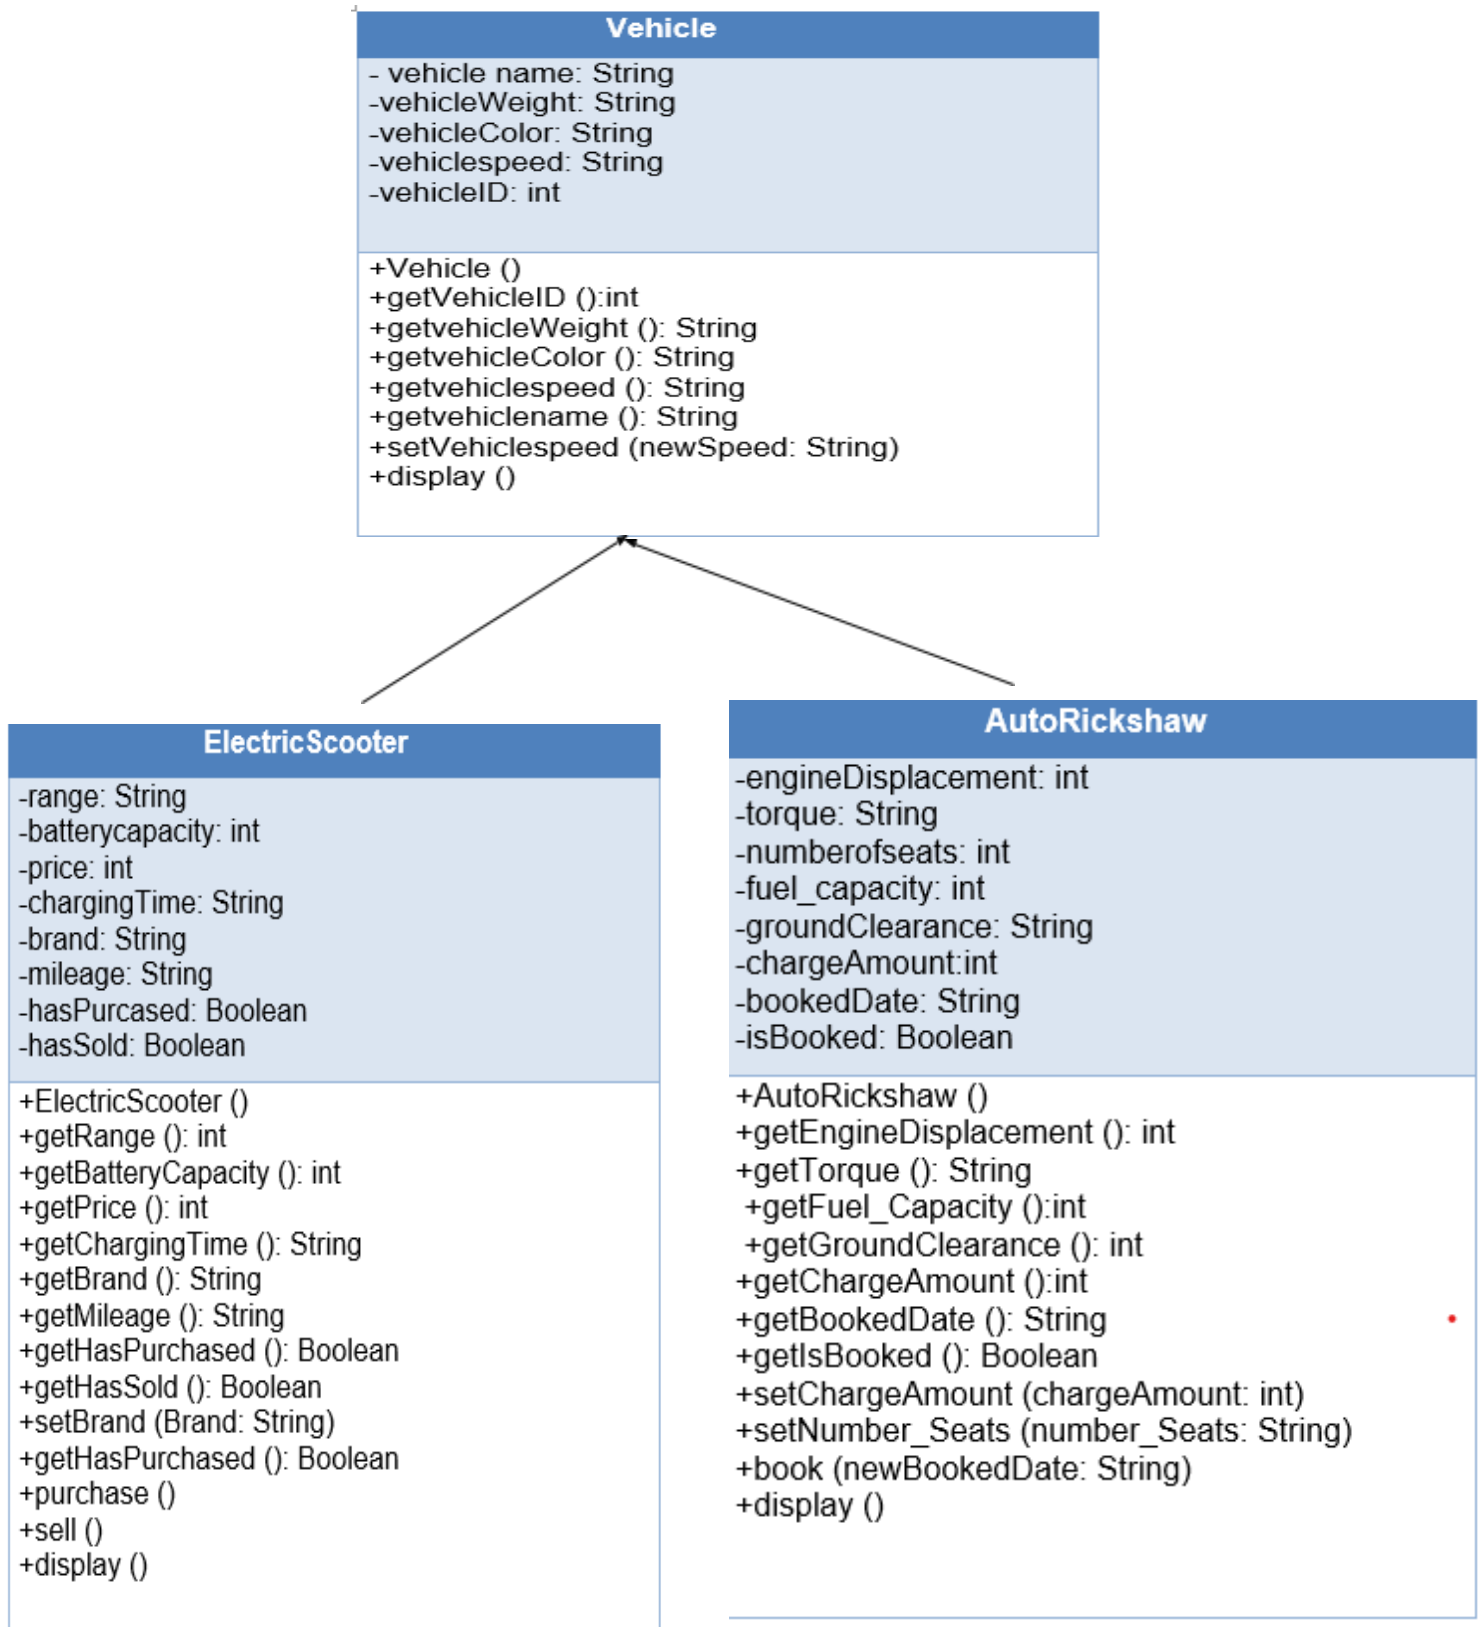 Vehicle
- vehicle name: String
-vehicleWeight: String
-vehicleColor: String
-vehiclespeed: String
-vehicleID: int
+Vehicle ()
+getVehicleID ():int
+getvehicleWeight (): String
+getvehicleColor (): String
+getvehiclespeed (): String
+getvehiclename (): String
+setVehiclespeed (newSpeed: String)
+display ()
ElectricScooter
-range: String
-batterycapacity: int
-price: int
-chargingTime: String
-brand: String
-mileage: String
-hasPurcased: Boolean
-hasSold: Boolean
+ElectricScooter ()
+getRange (): int
+getBatteryCapacity (): int
+getPrice (): int
+getChargingTime (): String
+getBrand (): String
+getMileage (): String
+getHasPurchased (): Boolean
+getHasSold (): Boolean
+setBrand (Brand: String)
+getHasPurchased (): Boolean
+purchase ()
+sell ()
+display ()
AutoRickshaw
-engineDisplacement: int
-torque: String
-numberofseats: int
-fuel_capacity: int
-groundClearance: String
-chargeAmount:int
-bookedDate: String
-isBooked: Boolean
+AutoRickshaw ()
+getEngineDisplacement (): int
+getTorque (): String
+getFuel_Capacity ():int
+getGroundClearance (): int
+getChargeAmount ():int
+getBookedDate (): String
+getIsBooked (): Boolean
+setChargeAmount (chargeAmount: int)
+setNumber_Seats (number_Seats: String)
+book (newBookedDate: String)
+display ()